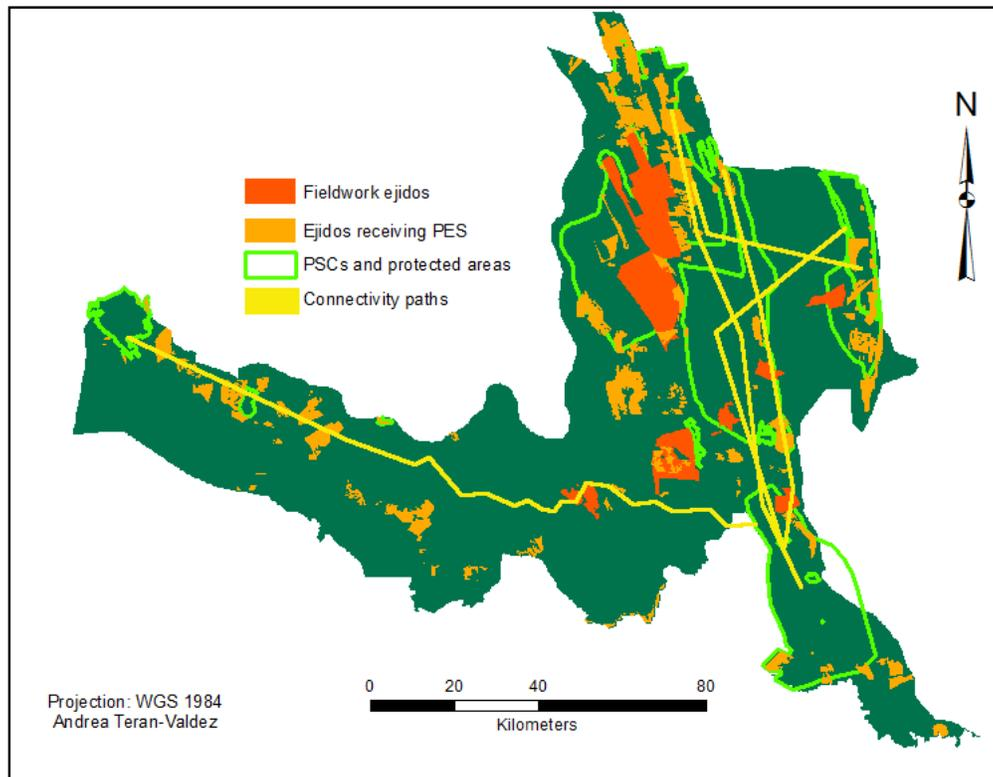 N
Fieldwork ejidos
Ejidos receiving PES
PSCs and protected areas
Connectivity paths
0 20 40 80
Kilometers
Projection: WGS 1984
Andrea Teran-Valdez